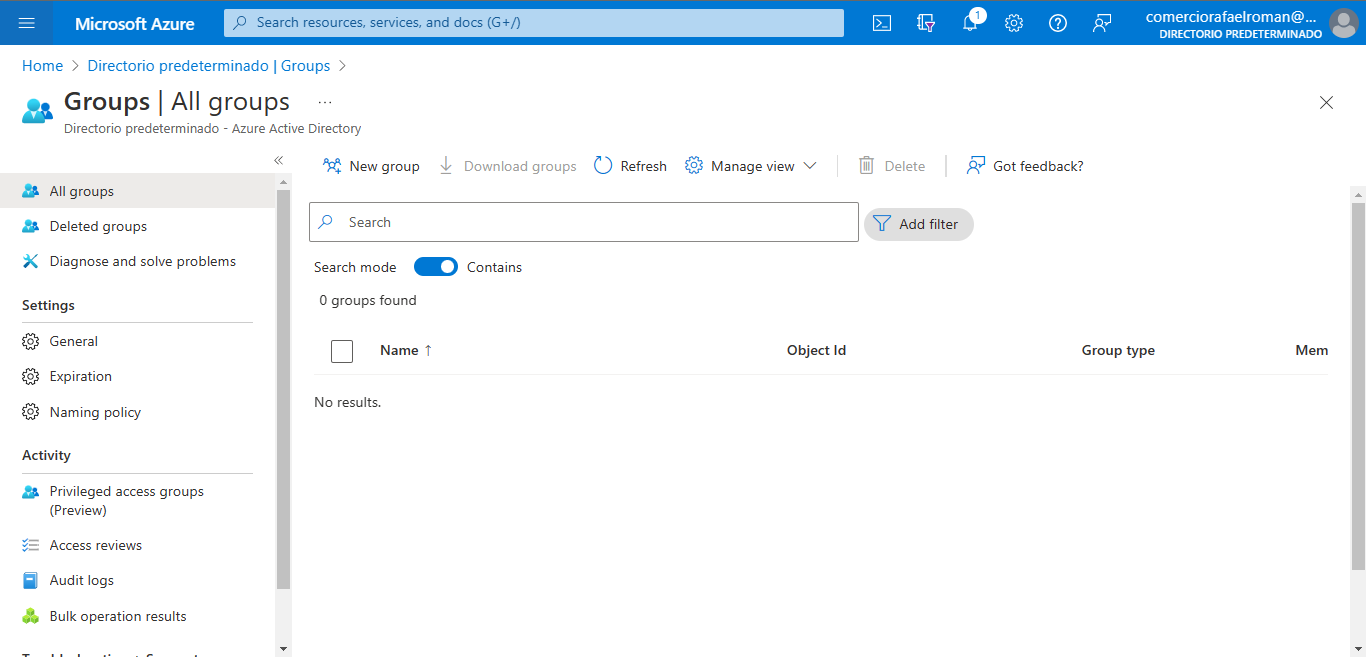 Microsoft Azure
Search resources, services, and docs (G+/)
1
comerciorafaelroman@...
DIRECTORIO PREDETERMINADO
Home > Directorio predeterminado | Groups >
Groups | All groups ...
Directorio predeterminado - Azure Active Directory
All groups
Deleted groups
Diagnose and solve problems
Settings
General
Expiration
Naming policy
Activity
Privileged access groups
(Preview)
Access reviews
Audit logs
Bulk operation results
New group Download groups Refresh Manage view Delete Got feedback?
Search
Add filter
Search mode Contains
0 groups found
Name ↑ Object Id Group type Mem
No results.